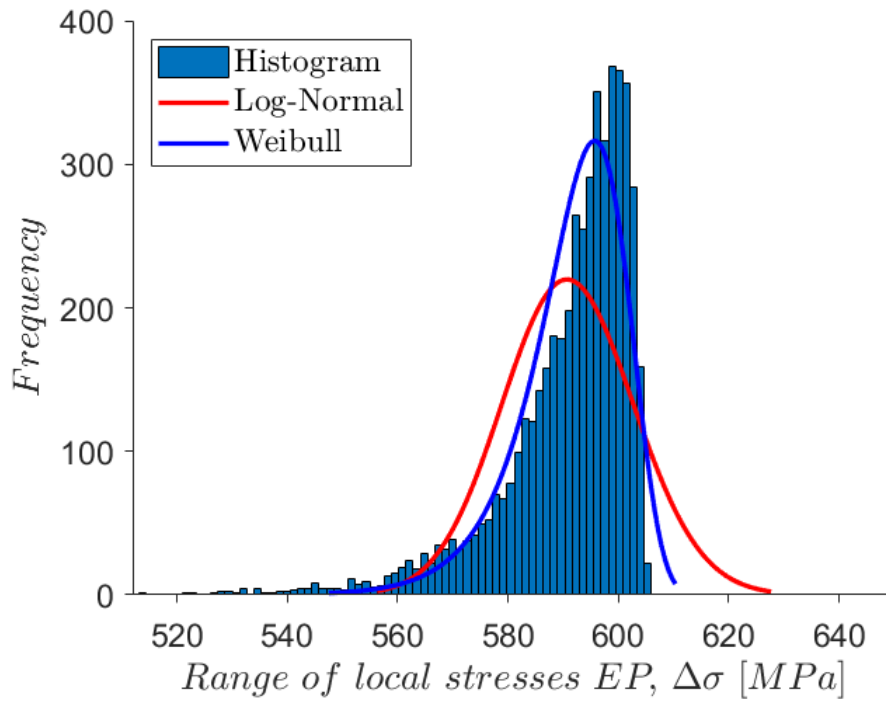 400
300
200
100
0
Frequency
Histogram
Log-Normal
Weibull
520 540 560 580 600 620 640
Range of local stresses EP, Δσ [MPa]